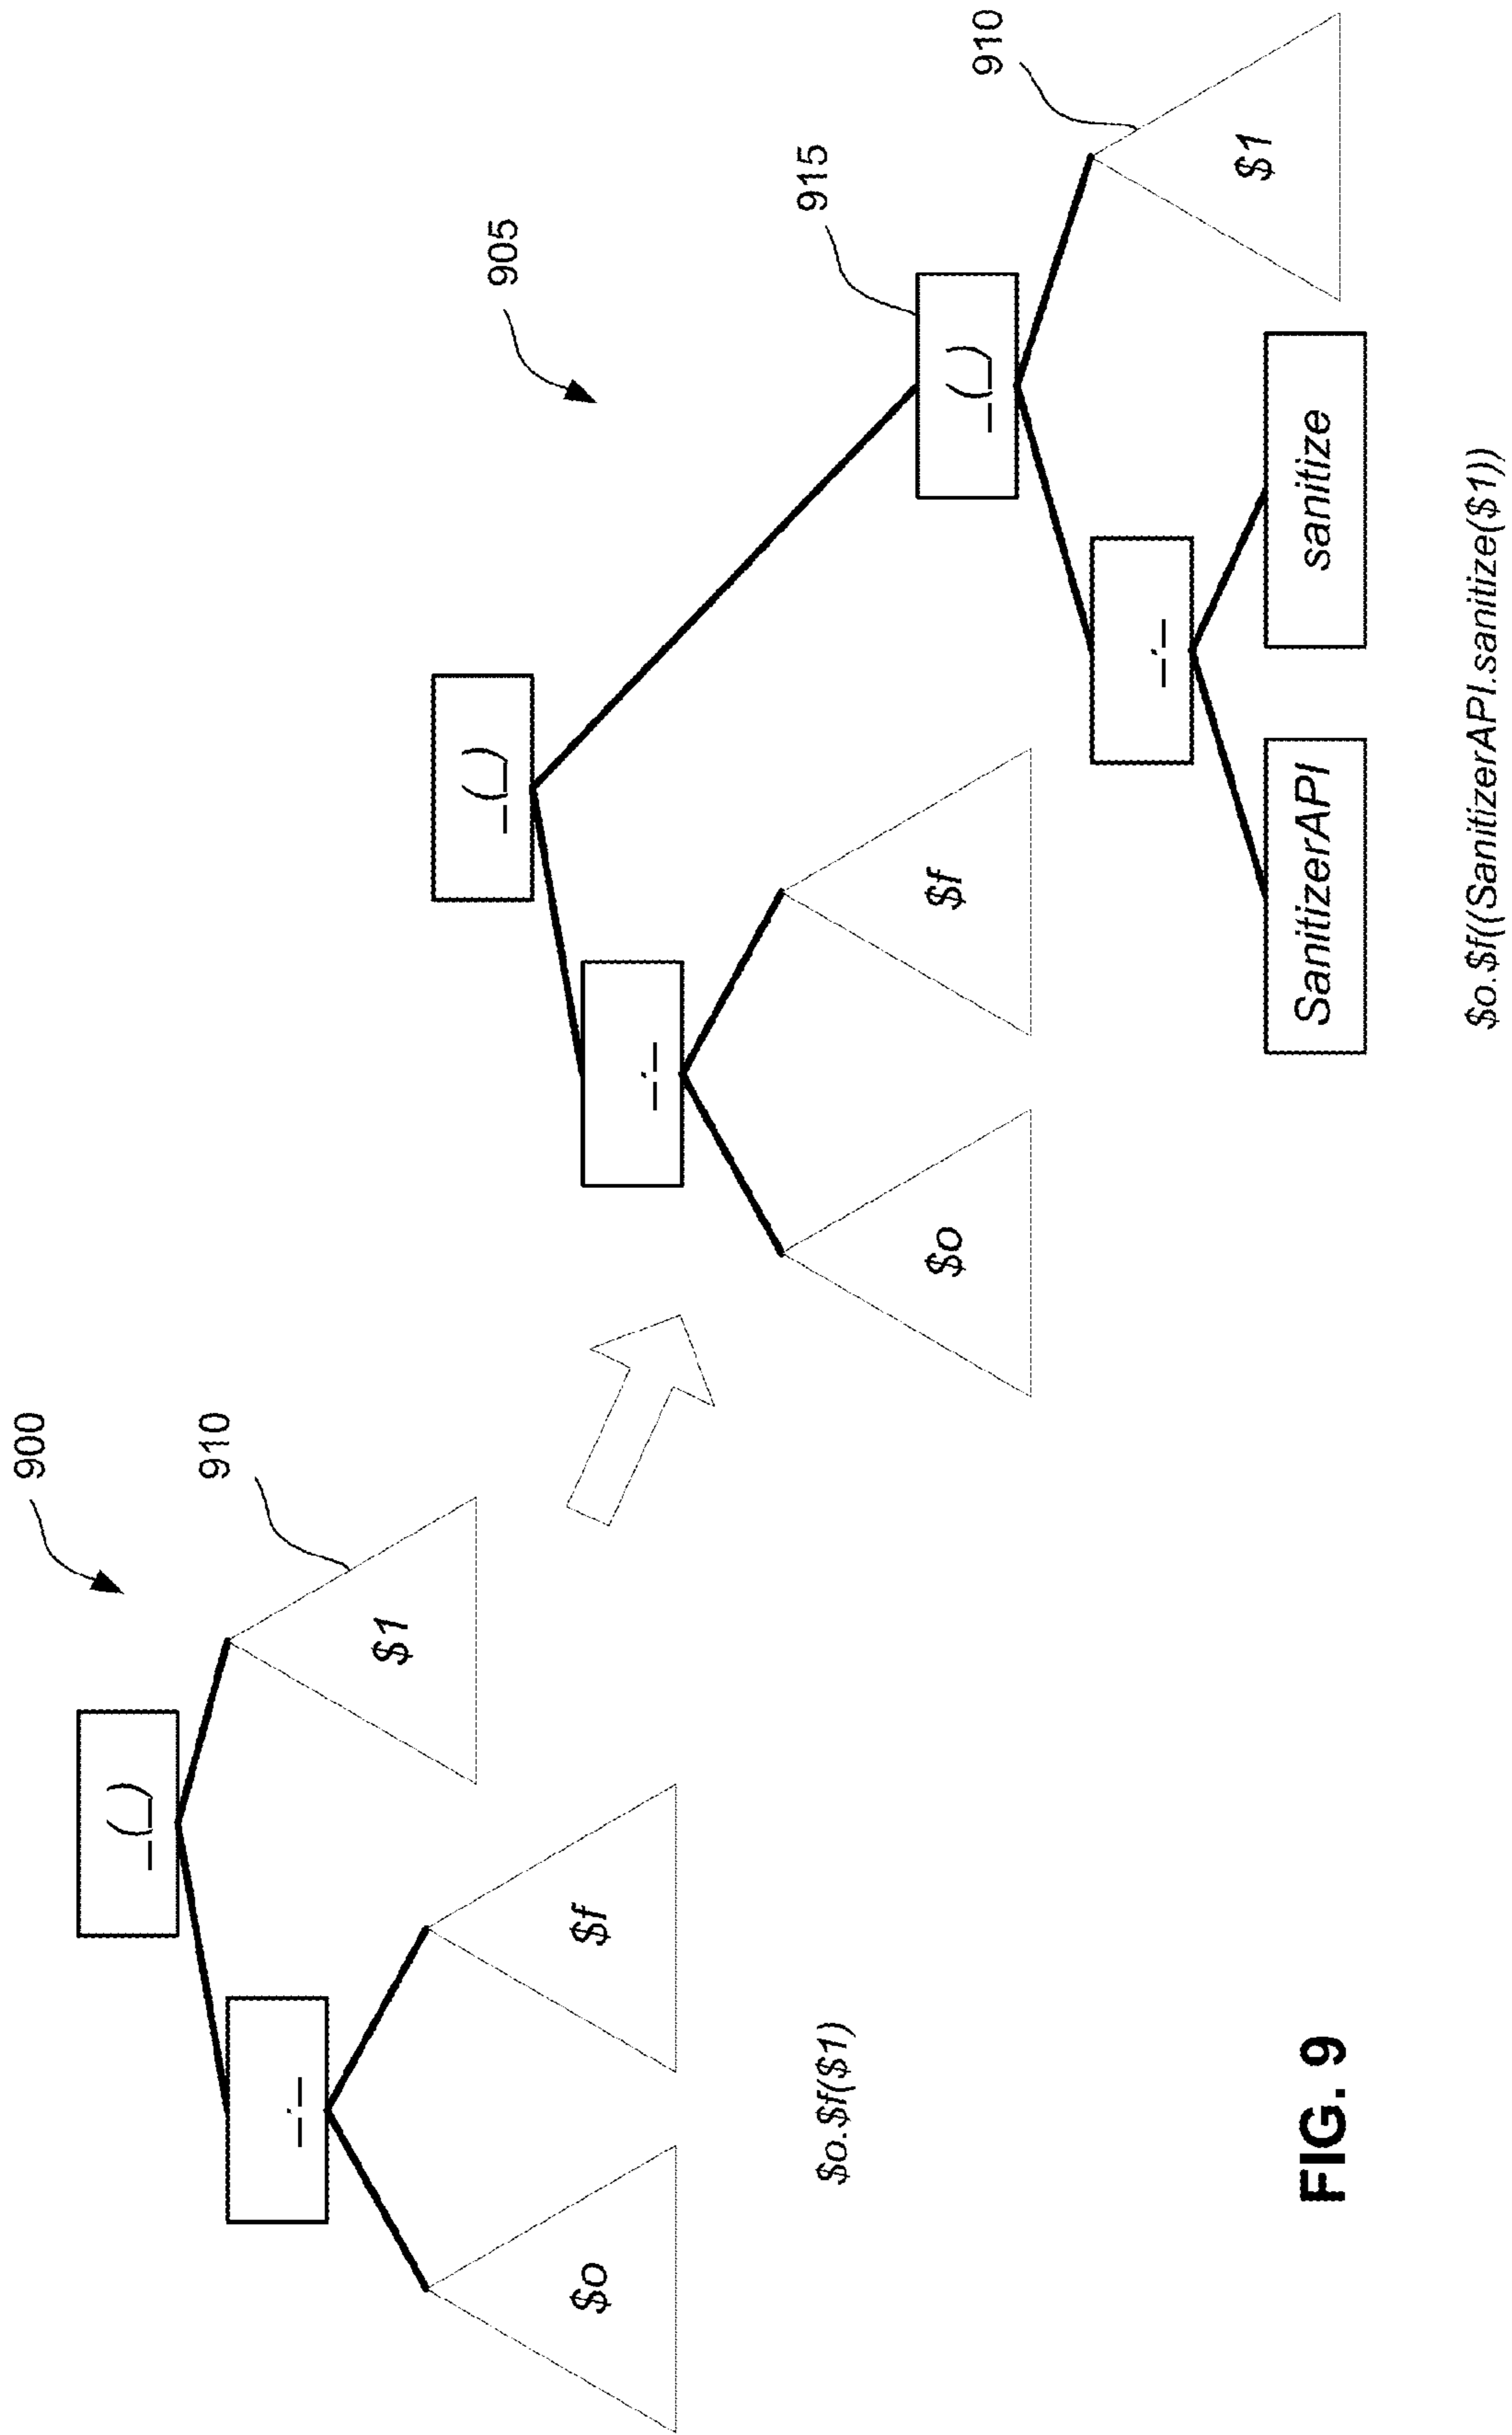 900
_(_)
910
_._
$1
$o
$f
$o.$f($1)
905
_(_)
_._
915
_(_)
$o
$f
910
_._
$1
SanitizerAPI
sanitize
$o.$f((SanitizerAPI.sanitize($1))
FIG. 9